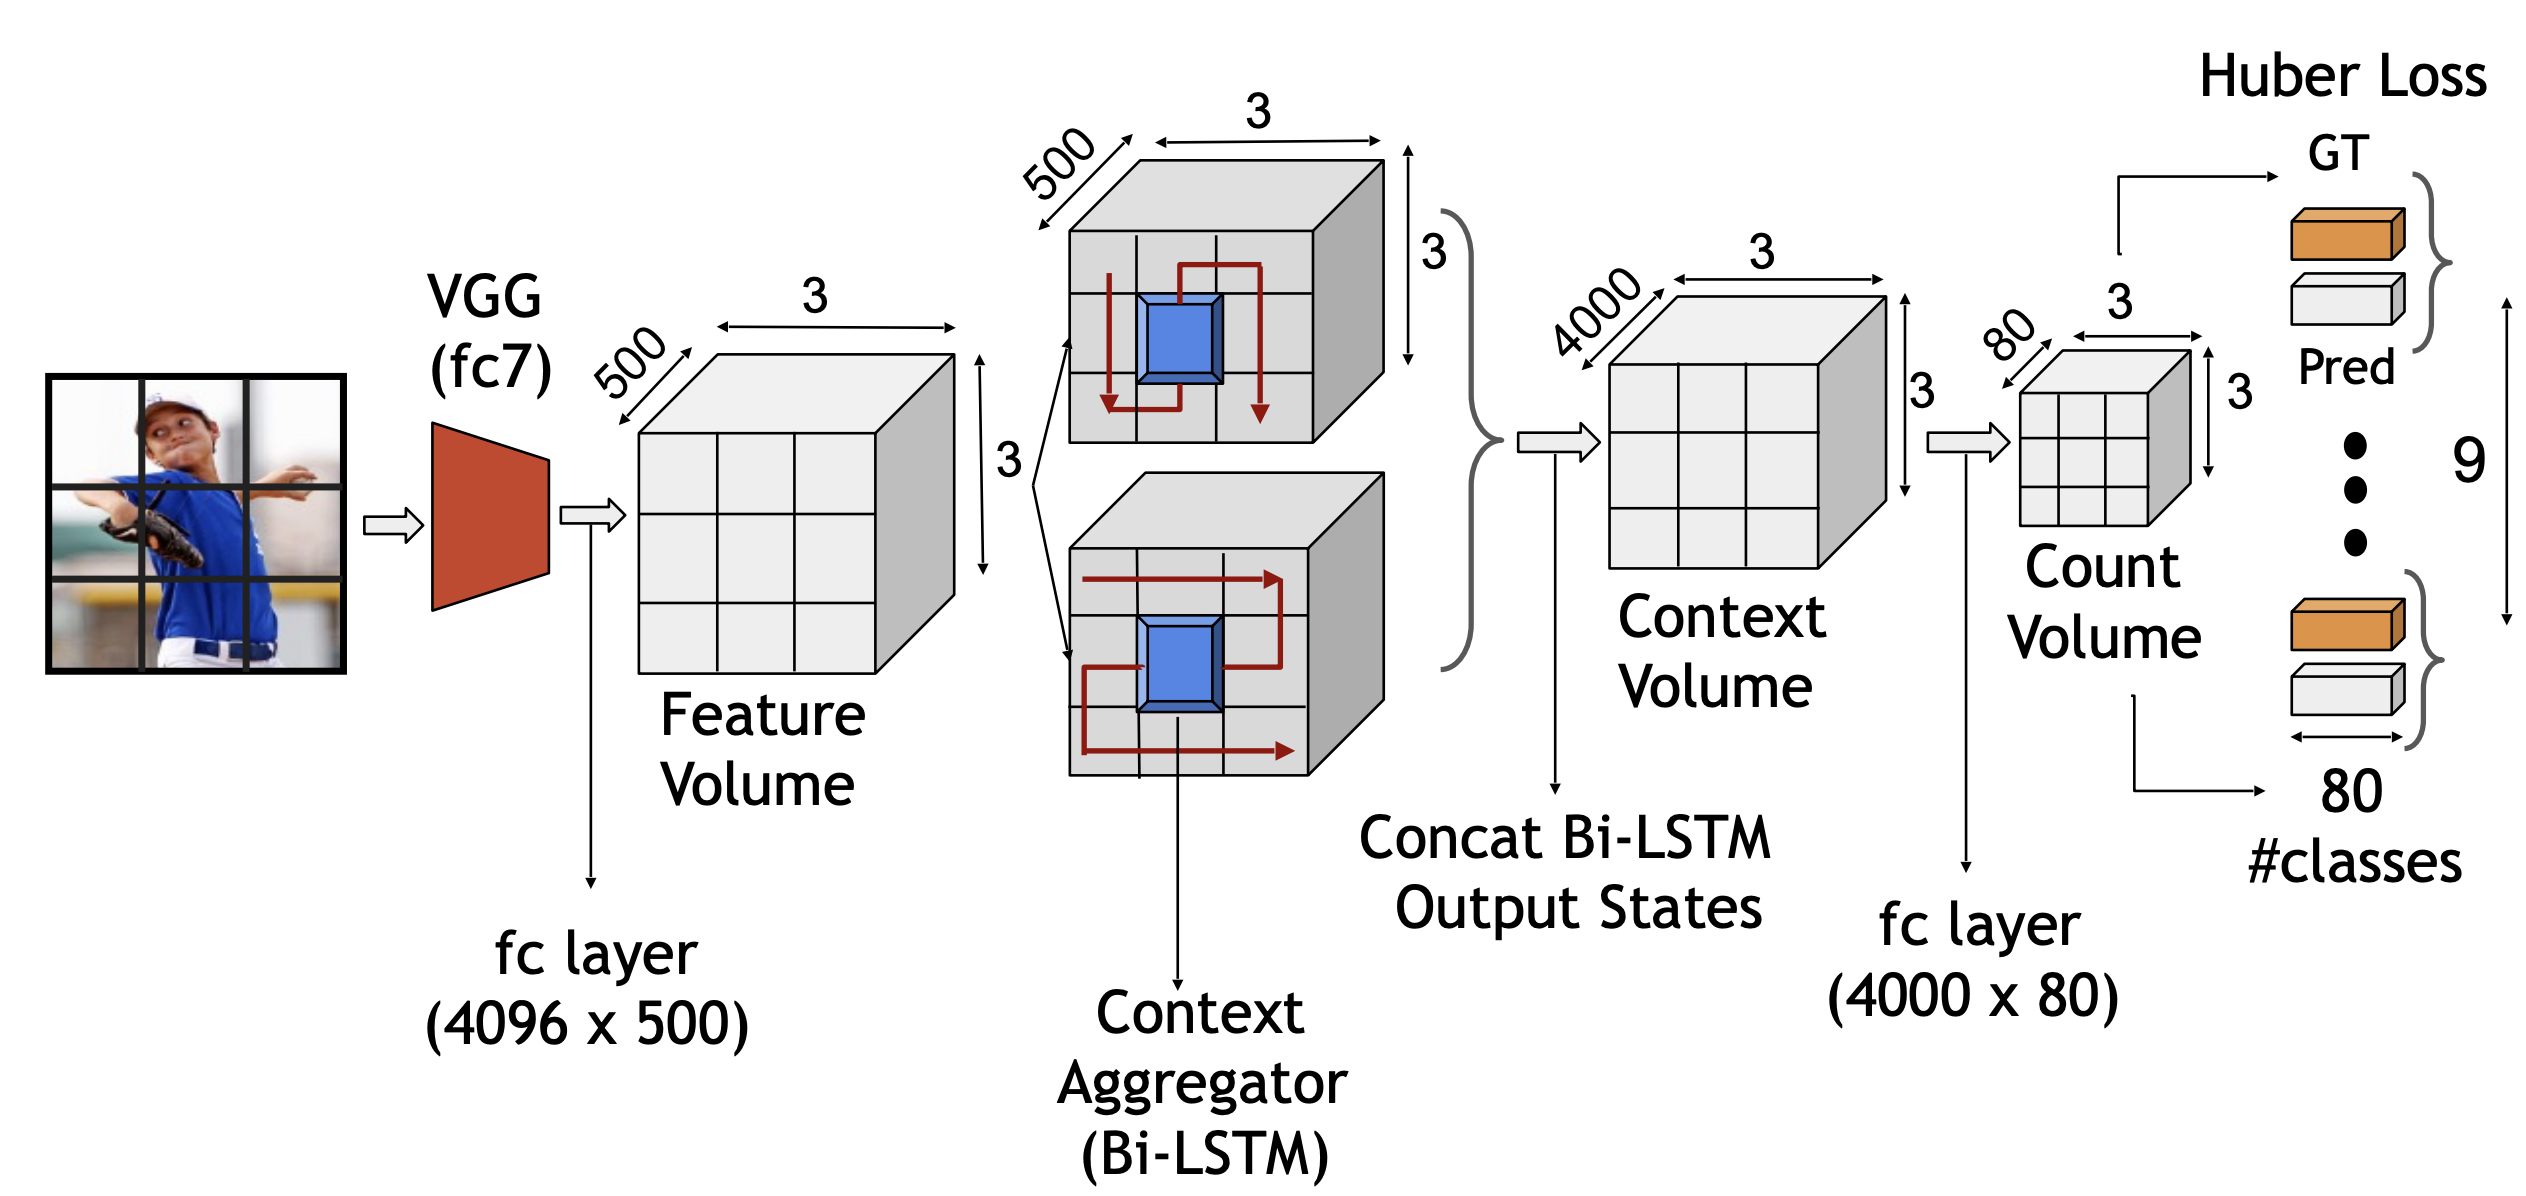 VGG
(fc7)
500
3
3
Feature
Volume
fc layer
(4096 x 500)
500
3
3
Context
Aggregator
(Bi-LSTM)
Concat Bi-LSTM
Output States
4000
3
3
Context
Volume
fc layer
(4000 x 80)
80
3
3
Count
Volume
Huber Loss
GT
Pred
9
80
#classes